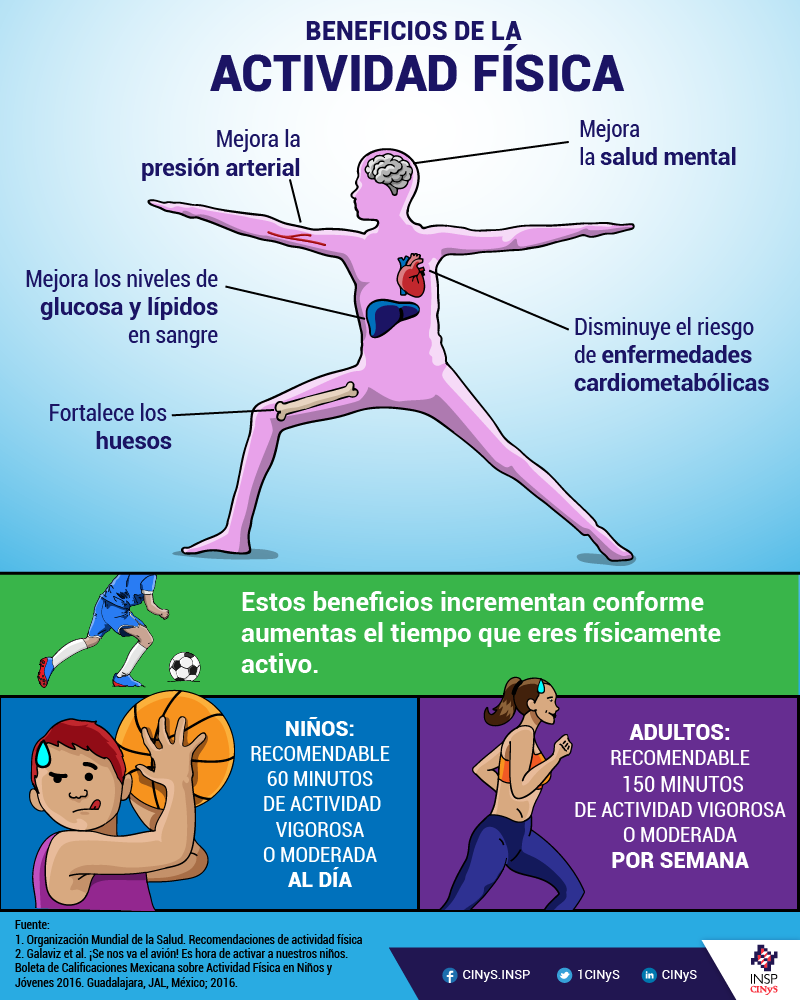 BENEFICIOS DE LA
ACTIVIDAD FÍSICA
Mejora la
presión arterial
Mejora
la salud mental
Mejora los niveles de
glucosa y lípidos
en sangre
Disminuye el riesgo
de enfermedades
cardiometabólicas
Fortalece los
huesos
Estos beneficios incrementan conforme
aumentas el tiempo que eres físicamente
activo.
NIÑOS:
RECOMENDABLE
60 MINUTOS
DE ACTIVIDAD
VIGOROSA
O MODERADA
AL DÍA
ADULTOS:
RECOMENDABLE
150 MINUTOS
DE ACTIVIDAD VIGOROSA
O MODERADA
POR SEMANA
Fuente:
1. Organización Mundial de la Salud. Recomendaciones de actividad física
2. Galaviz et al. ¡Se nos va el avión! Es hora de activar a nuestros niños.
Boleta de Calificaciones Mexicana sobre Actividad Física en Niños y
Jóvenes 2016. Guadalajara, JAL, México; 2016.
CINyS.INSP
1CINyS
CINyS
INSP
CINyS